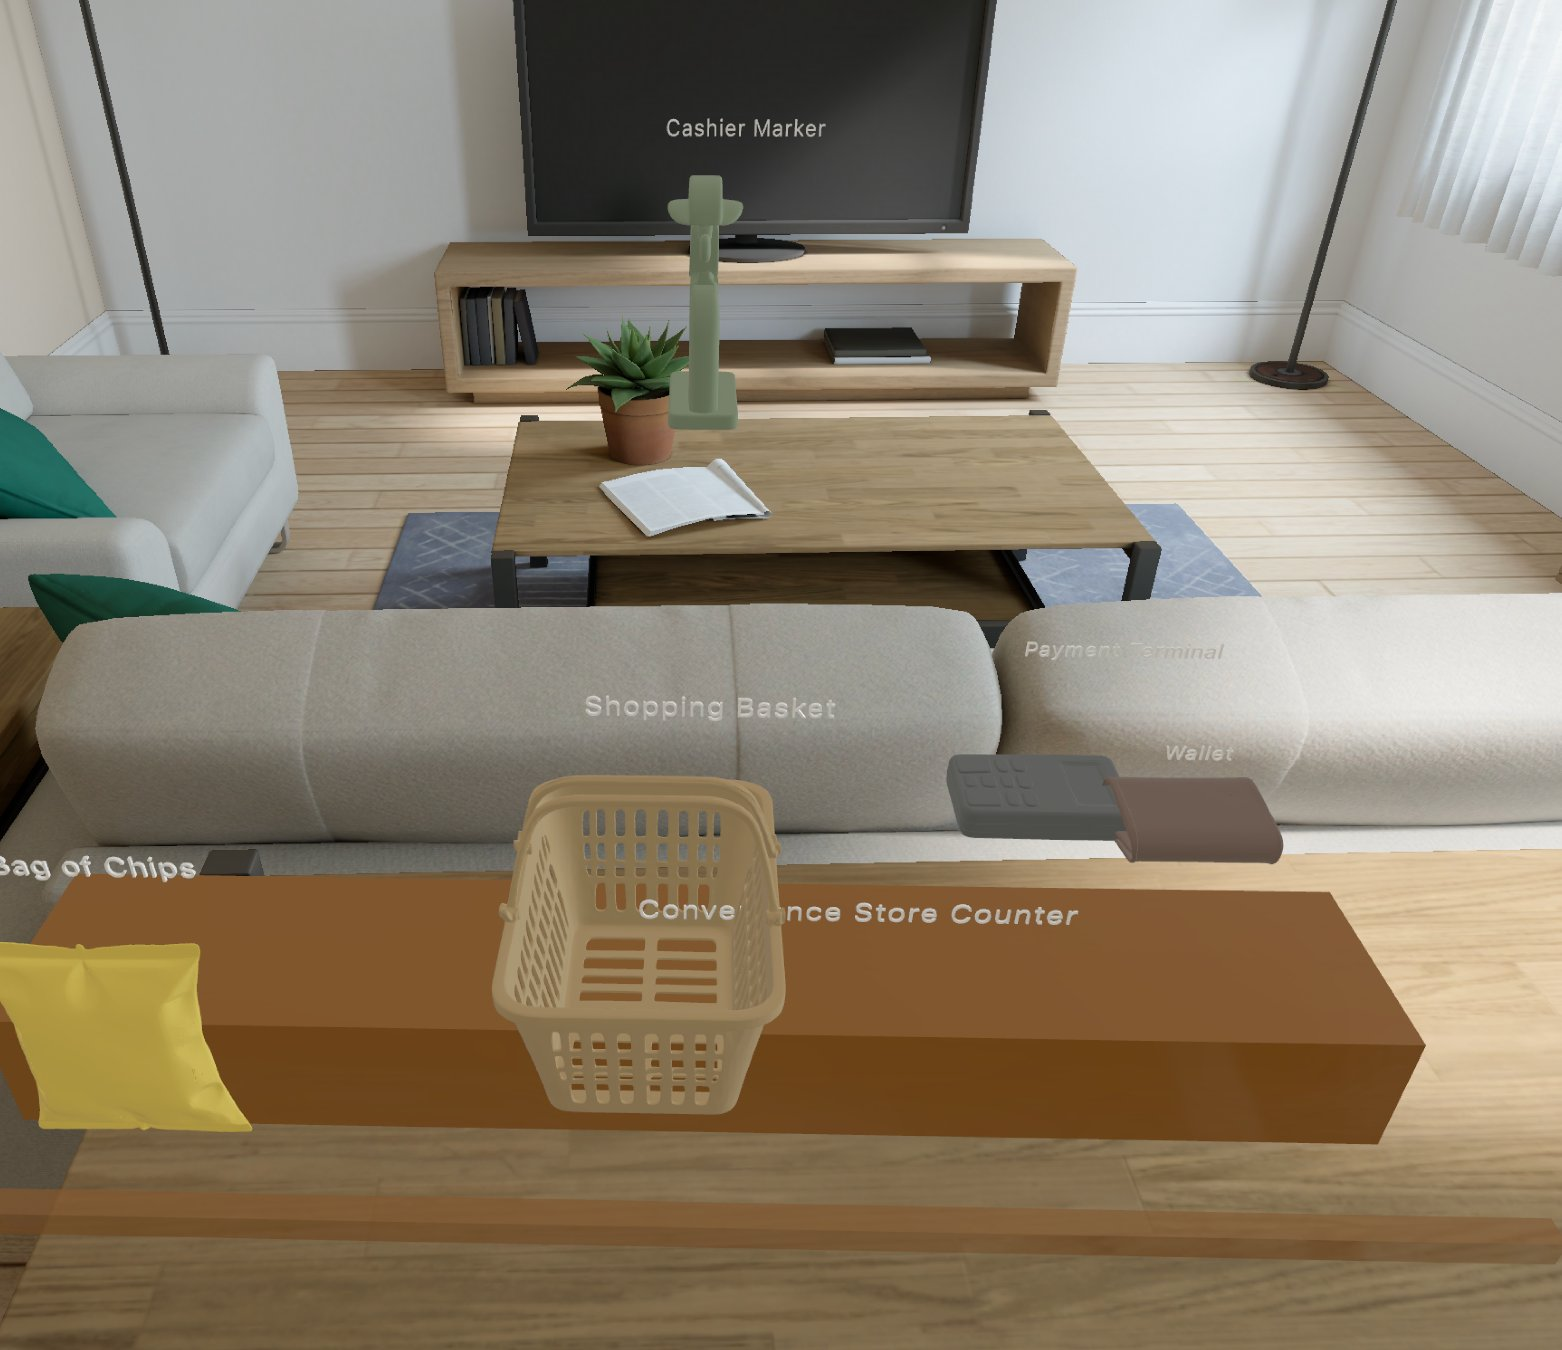 Cashier Marker
Payment Terminal
Shopping Basket
Wallet
Bag of Chips
Convenience Store Counter